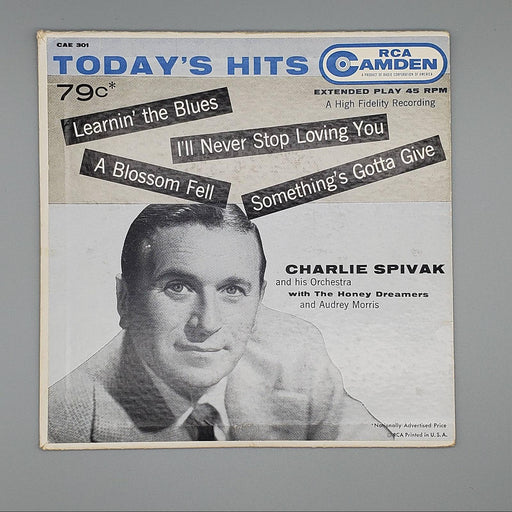 CAE 301
TODAY'S HITS
RCA
CAMDEN
A PRODUCT OF RADIO CORPORATION OF AMERICA
79c*
EXTENDED PLAY 45 RPM
A High Fidelity Recording
Learnin' the Blues
I'll Never Stop Loving You
A Blossom Fell
Something's Gotta Give
CHARLIE SPIVAK
and his Orchestra
with The Honey Dreamers
and Audrey Morris
*Nationally Advertised Price
RCA Printed in U.S.A.